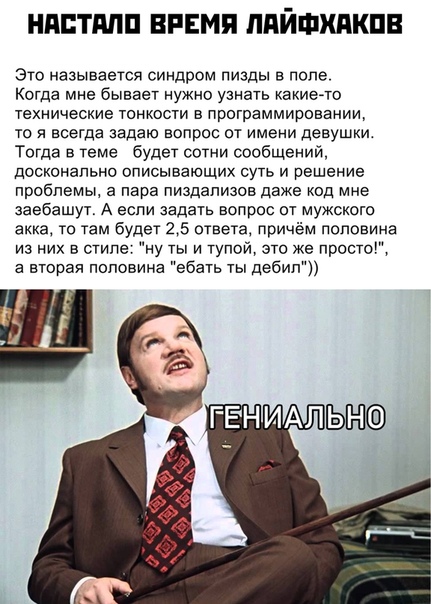 НАСТАЛО ВРЕМЯ ЛАЙФХАКОВ
Это называется синдром пизды в поле.
Когда мне бывает нужно узнать какие-то
технические тонкости в программировании,
то я всегда задаю вопрос от имени девушки.
Тогда в теме будет сотни сообщений,
досконально описывающих суть и решение
проблемы, а пара пиздализов даже код мне
заебашут. А если задать вопрос от мужского
акка, то там будет 2,5 ответа, причём половина
из них в стиле: "ну ты и тупой, это же просто!",
а вторая половина "ебать ты дебил"))
ГЕНИАЛЬНО